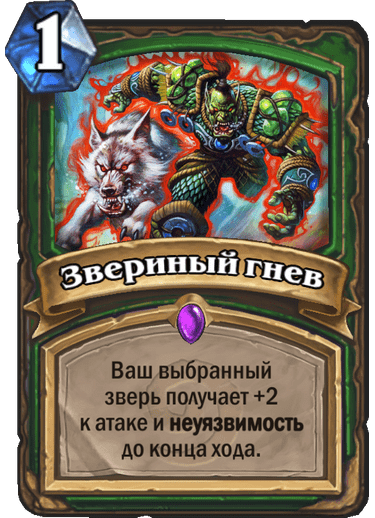 1
Звериный гнев
Ваш выбранный
зверь получает +2
к атаке и неуязвимость
до конца хода.